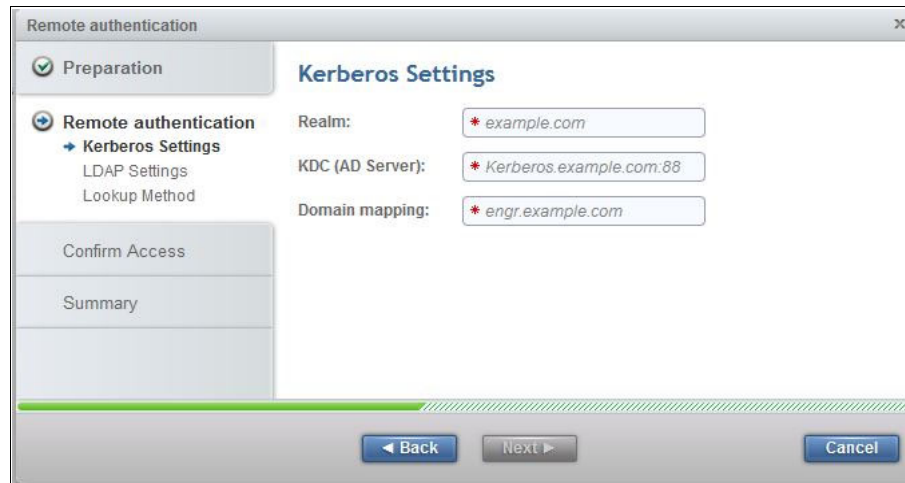 Remote authentication
x
Preparation
Remote authentication
Kerberos Settings
LDAP Settings
Lookup Method
Confirm Access
Summary
Kerberos Settings
Realm: * example.com
KDC (AD Server): * Kerberos.example.com:88
Domain mapping: * engr.example.com
◄ Back Next ► Cancel